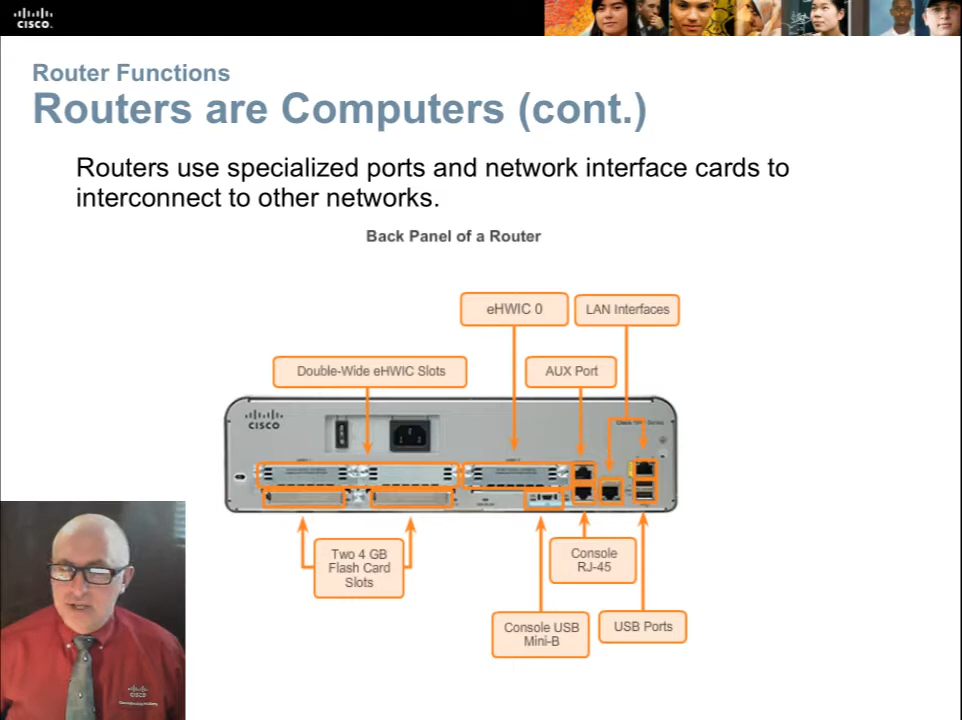 CISCO
Router Functions
Routers are Computers (cont.)
Routers use specialized ports and network interface cards to
interconnect to other networks.
Back Panel of a Router
eHWIC 0
LAN Interfaces
Double-Wide eHWIC Slots
AUX Port
CISCO
Two 4 GB
Flash Card
Slots
Console
RJ-45
Console USB
Mini-B
USB Ports
CISCO